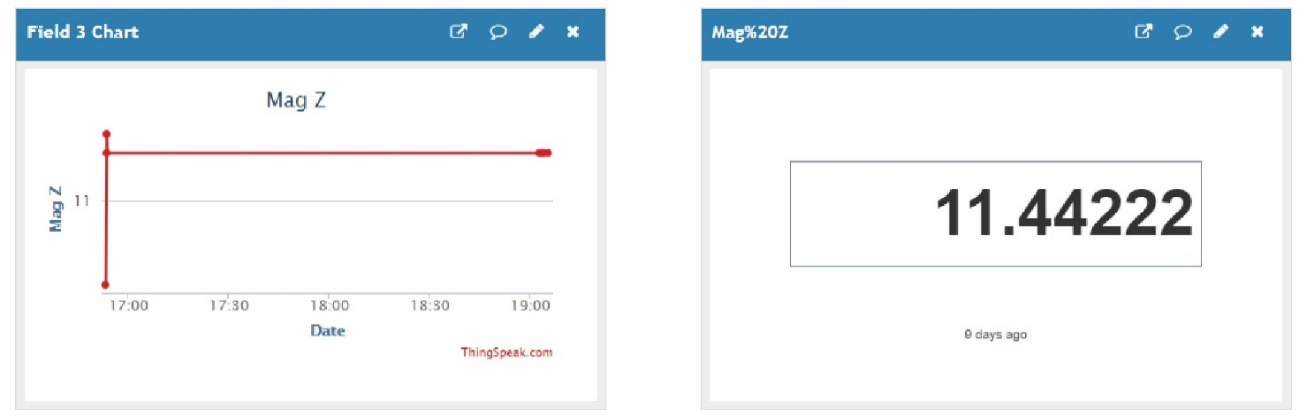 Field 3 Chart
Mag Z
Mag Z
11
17:00 17:30 18:00 18:30 19:00
Date
ThingSpeak.com
Mag%20Z
11.44222
9 days ago